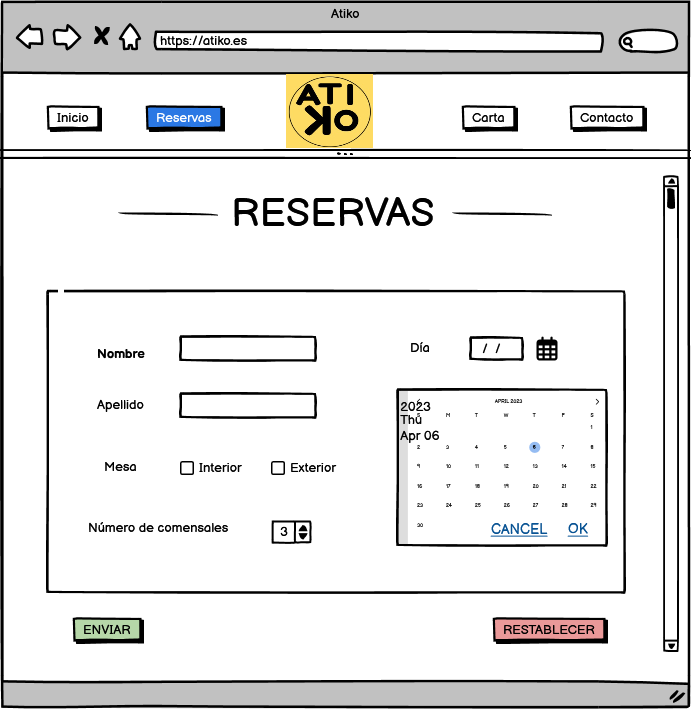 Atiko
https://atiko.es
Inicio
Reservas
ATI
KO
Carta
Contacto
RESERVAS
Nombre
Día
/ /
Apellido
APRIL 2023
2023
Thu
Apr 06
S M T W T F S
1
2 3 4 5 6 7 8
9 10 11 12 13 14 15
16 17 18 19 20 21 22
23 24 25 26 27 28 29
30
CANCEL OK
Mesa
Interior
Exterior
Número de comensales
3
ENVIAR
RESTABLECER